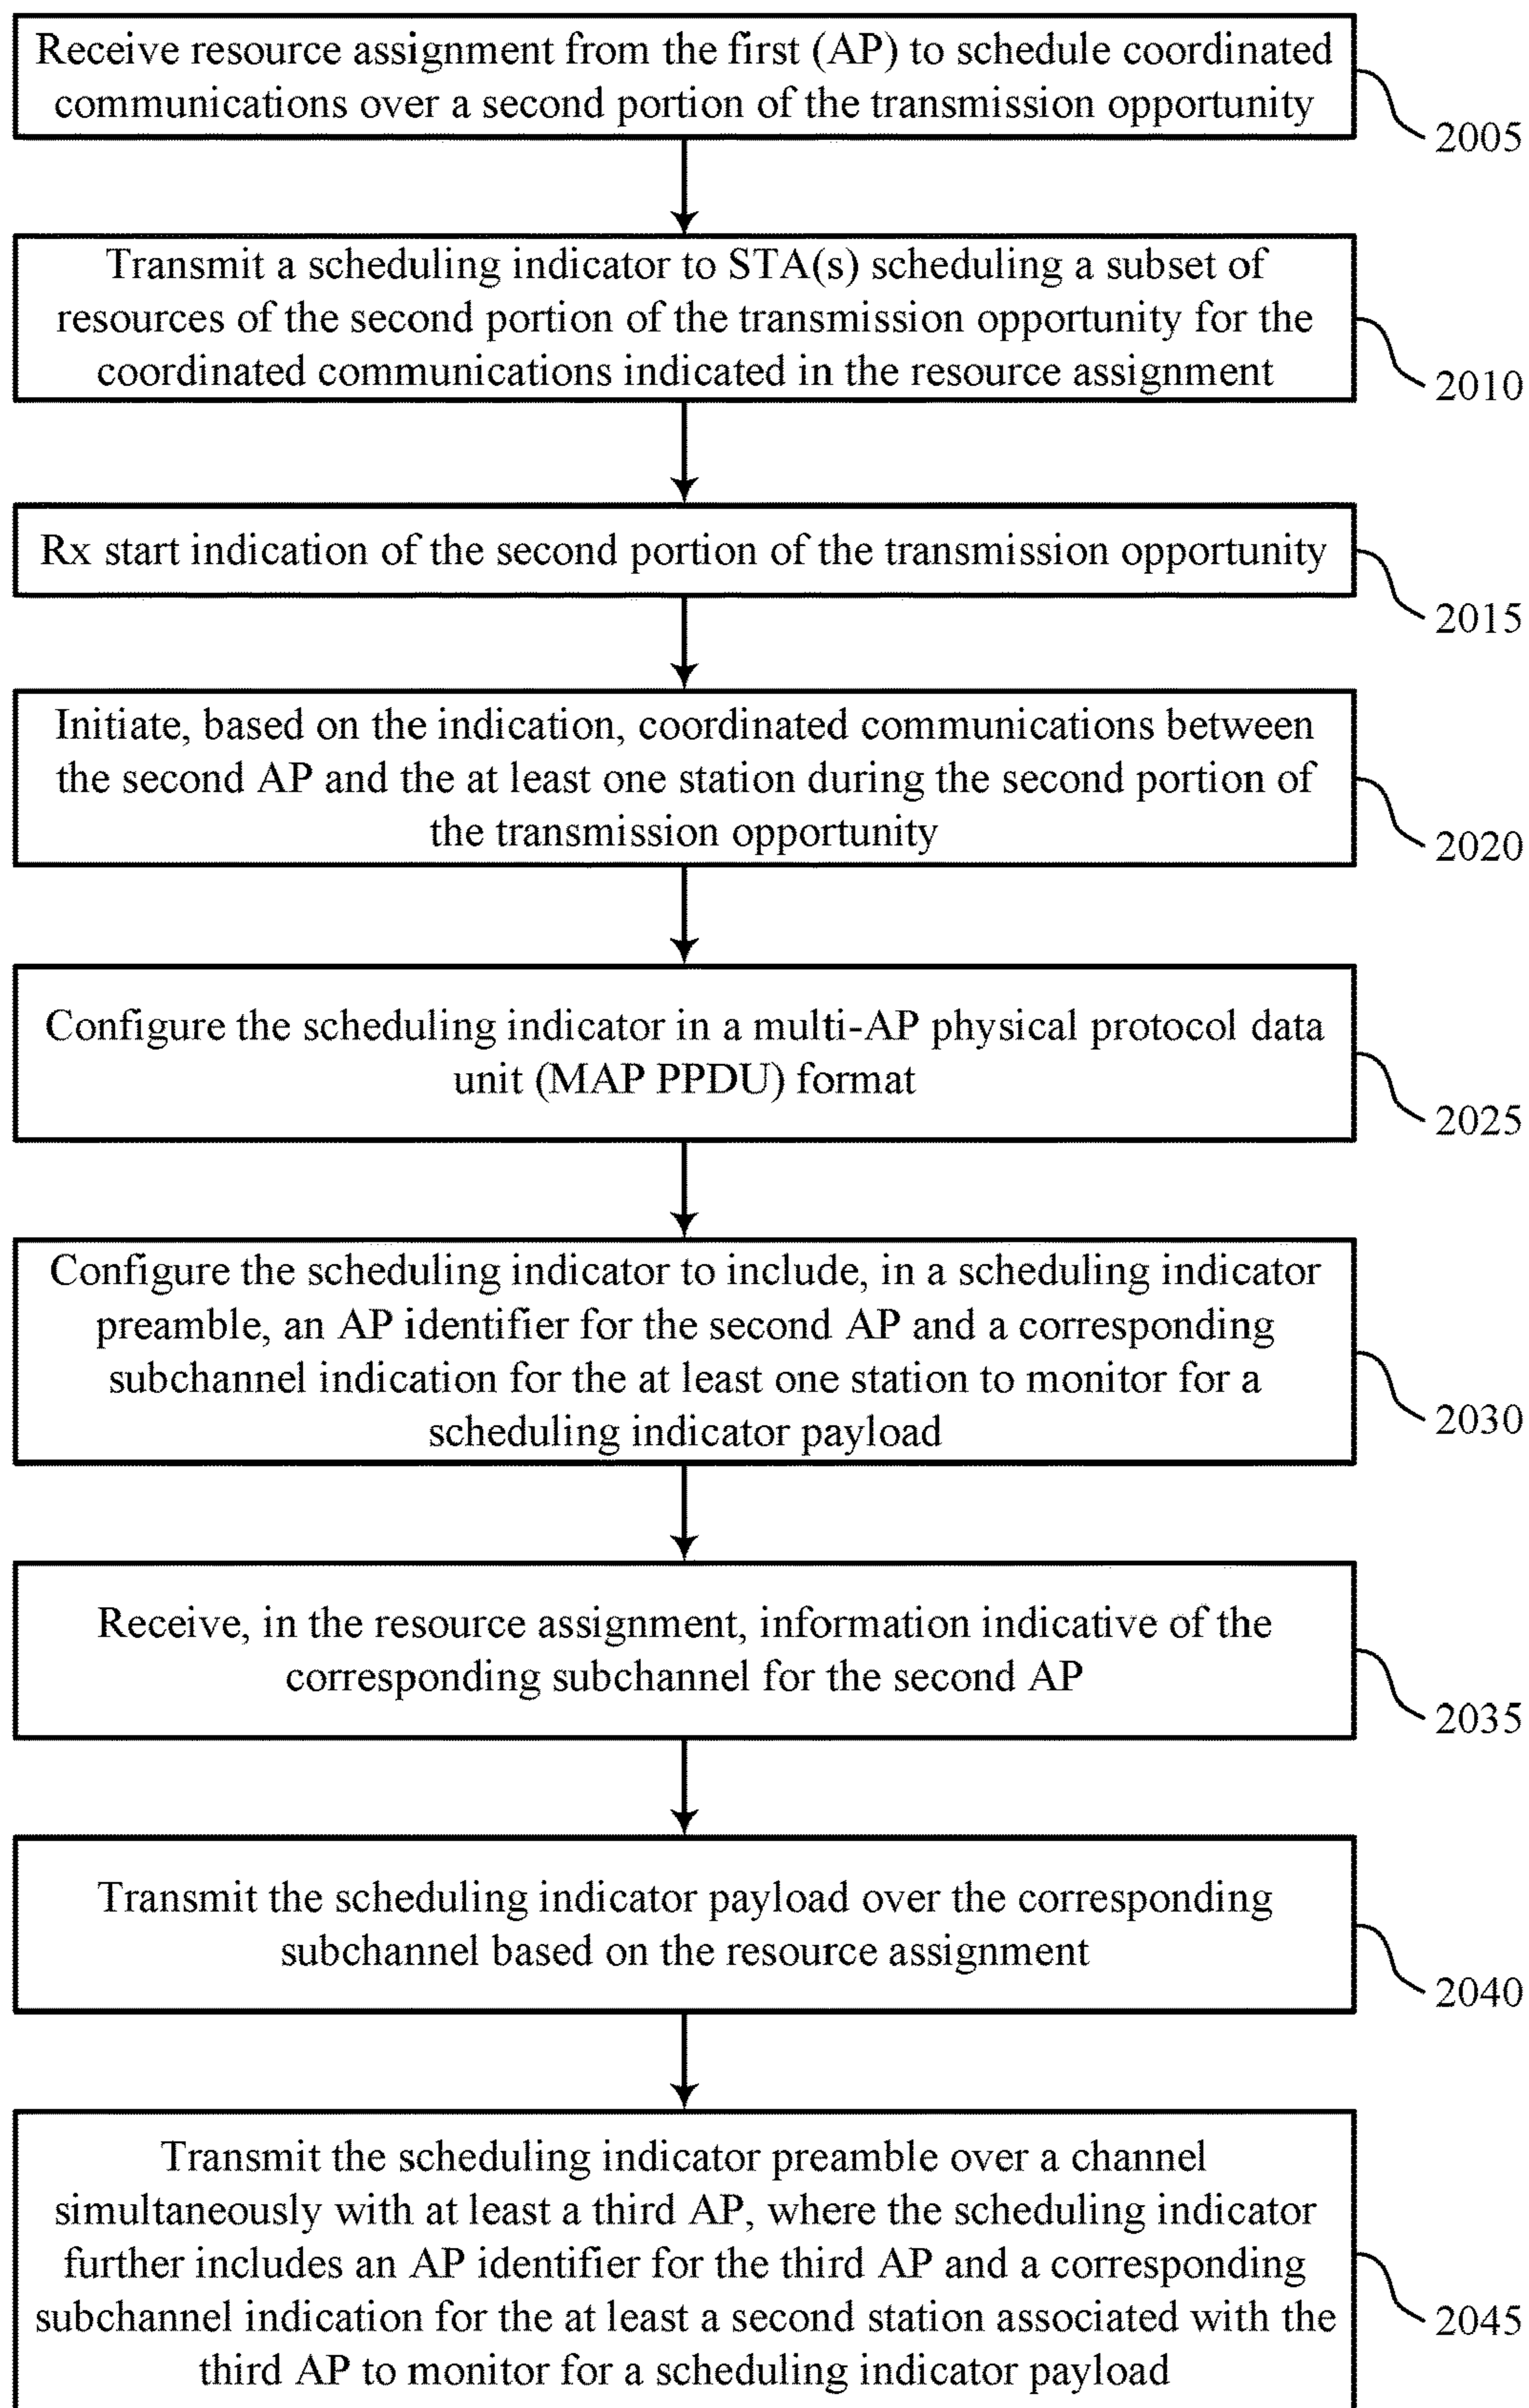 Receive resource assignment from the first (AP) to schedule coordinated
communications over a second portion of the transmission opportunity
2005
Transmit a scheduling indicator to STA(s) scheduling a subset of
resources of the second portion of the transmission opportunity for the
coordinated communications indicated in the resource assignment
2010
Rx start indication of the second portion of the transmission opportunity
2015
Initiate, based on the indication, coordinated communications between
the second AP and the at least one station during the second portion of
the transmission opportunity
2020
Configure the scheduling indicator in a multi-AP physical protocol data
unit (MAP PPDU) format
2025
Configure the scheduling indicator to include, in a scheduling indicator
preamble, an AP identifier for the second AP and a corresponding
subchannel indication for the at least one station to monitor for a
scheduling indicator payload
2030
Receive, in the resource assignment, information indicative of the
corresponding subchannel for the second AP
2035
Transmit the scheduling indicator payload over the corresponding
subchannel based on the resource assignment
2040
Transmit the scheduling indicator preamble over a channel
simultaneously with at least a third AP, where the scheduling indicator
further includes an AP identifier for the third AP and a corresponding
subchannel indication for the at least a second station associated with the
third AP to monitor for a scheduling indicator payload
2045